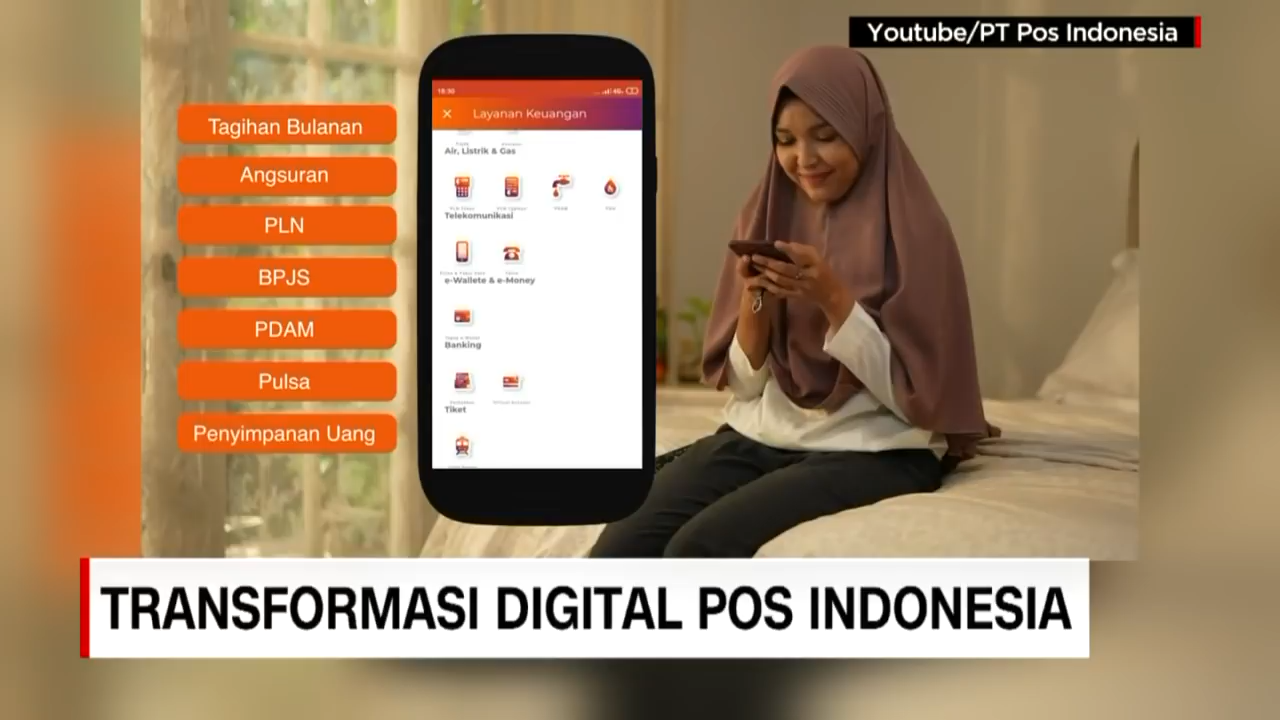 Youtube/PT Pos Indonesia
Tagihan Bulanan
Angsuran
PLN
BPJS
PDAM
Pulsa
Penyimpanan Uang
Layanan Keuangan
Air, Listrik & Gas
Telekomunikasi
e-Wallete & e-Money
Banking
Tiket
TRANSFORMASI DIGITAL POS INDONESIA